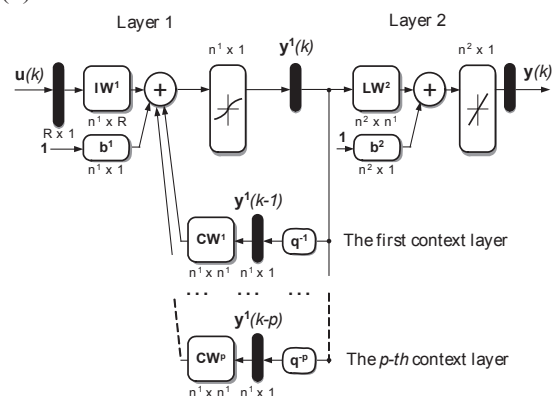 Layer 1
Layer 2
n¹ x 1
y¹(k)
n² x 1
u(k)
IW¹
+
LW²
+
y(k)
R x 1
n¹ x R
n² x n¹
1
b¹
n¹ x 1
1
b²
n² x 1
y¹(k-1)
CW¹
q⁻¹
The first context layer
n¹ x n¹
n¹ x 1
... ... ...
y¹(k-p)
CWᵖ
q⁻ᵖ
The p-th context layer
n¹ x n¹
n¹ x 1